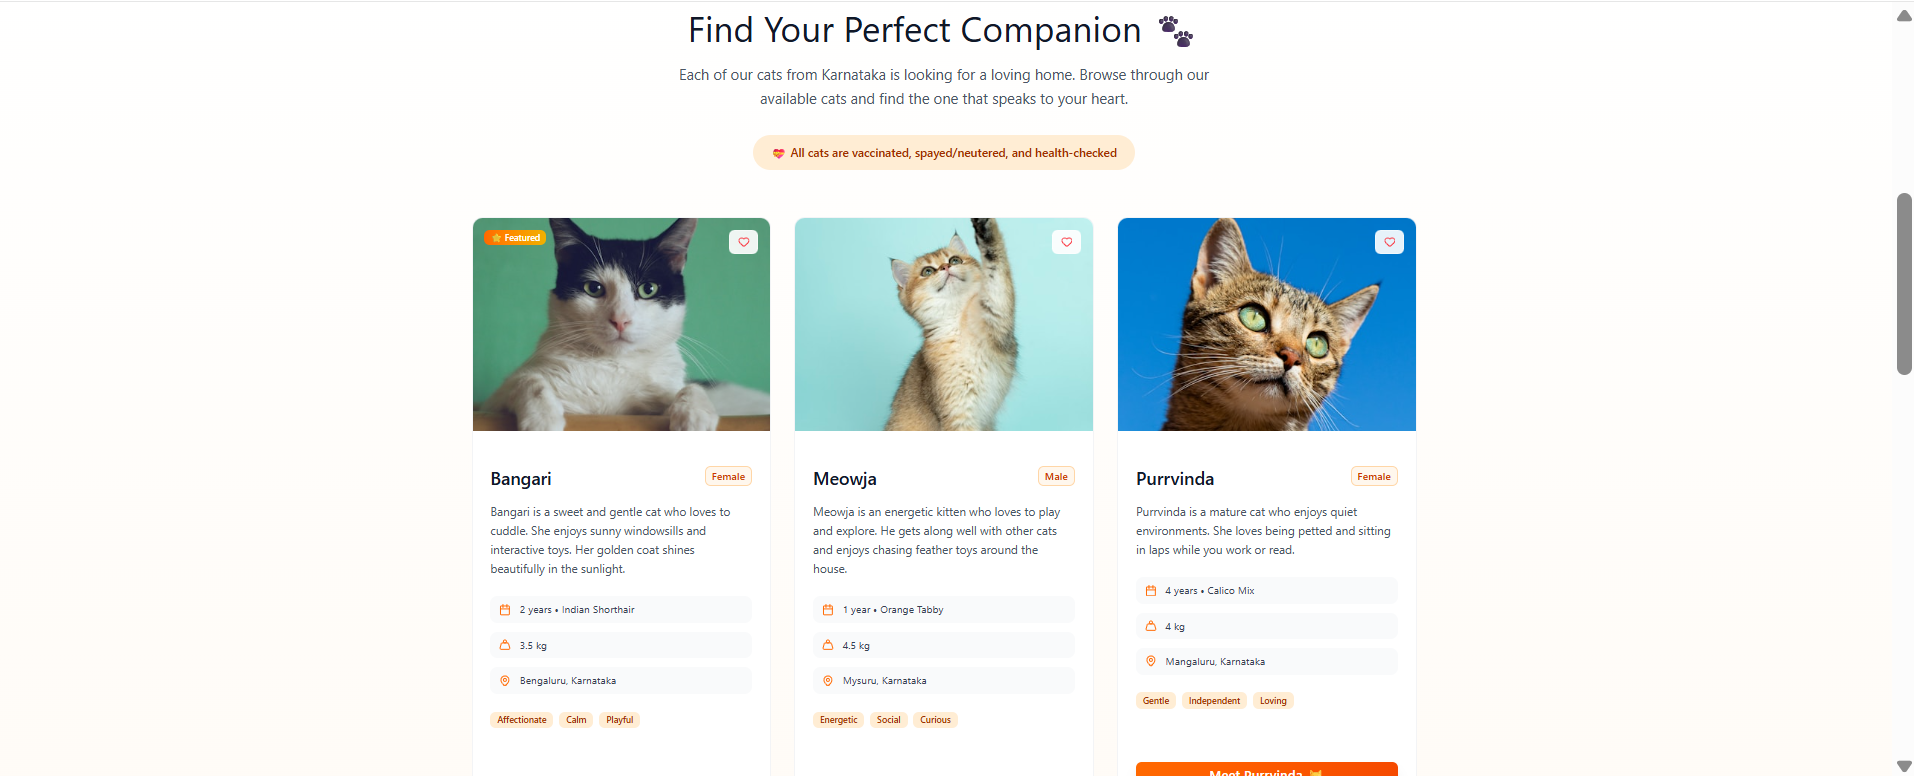 Find Your Perfect Companion 🐾
Each of our cats from Karnataka is looking for a loving home. Browse through our
available cats and find the one that speaks to your heart.
💝 All cats are vaccinated, spayed/neutered, and health-checked
⭐ Featured
Bangari
Female
Bangari is a sweet and gentle cat who loves to
cuddle. She enjoys sunny windowsills and
interactive toys. Her golden coat shines
beautifully in the sunlight.
2 years • Indian Shorthair
3.5 kg
Bengaluru, Karnataka
Affectionate
Calm
Playful
Meowja
Male
Meowja is an energetic kitten who loves to play
and explore. He gets along well with other cats
and enjoys chasing feather toys around the
house.
1 year • Orange Tabby
4.5 kg
Mysuru, Karnataka
Energetic
Social
Curious
Purrvinda
Female
Purrvinda is a mature cat who enjoys quiet
environments. She loves being petted and sitting
in laps while you work or read.
4 years • Calico Mix
4 kg
Mangaluru, Karnataka
Gentle
Independent
Loving
Meet Purrvinda 🐱